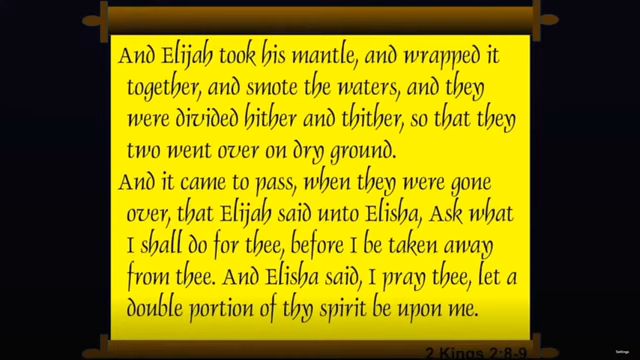 And Elijah took his mantle, and wrapped it
together, and smote the waters, and they
were divided hither and thither, so that they
two went over on dry ground.
And it came to pass, when they were gone
over, that Elijah said unto Elisha, Ask what
I shall do for thee, before I be taken away
from thee. And Elisha said, I pray thee, let a
double portion of thy spirit be upon me.
2 Kings 2:8-9
Settings